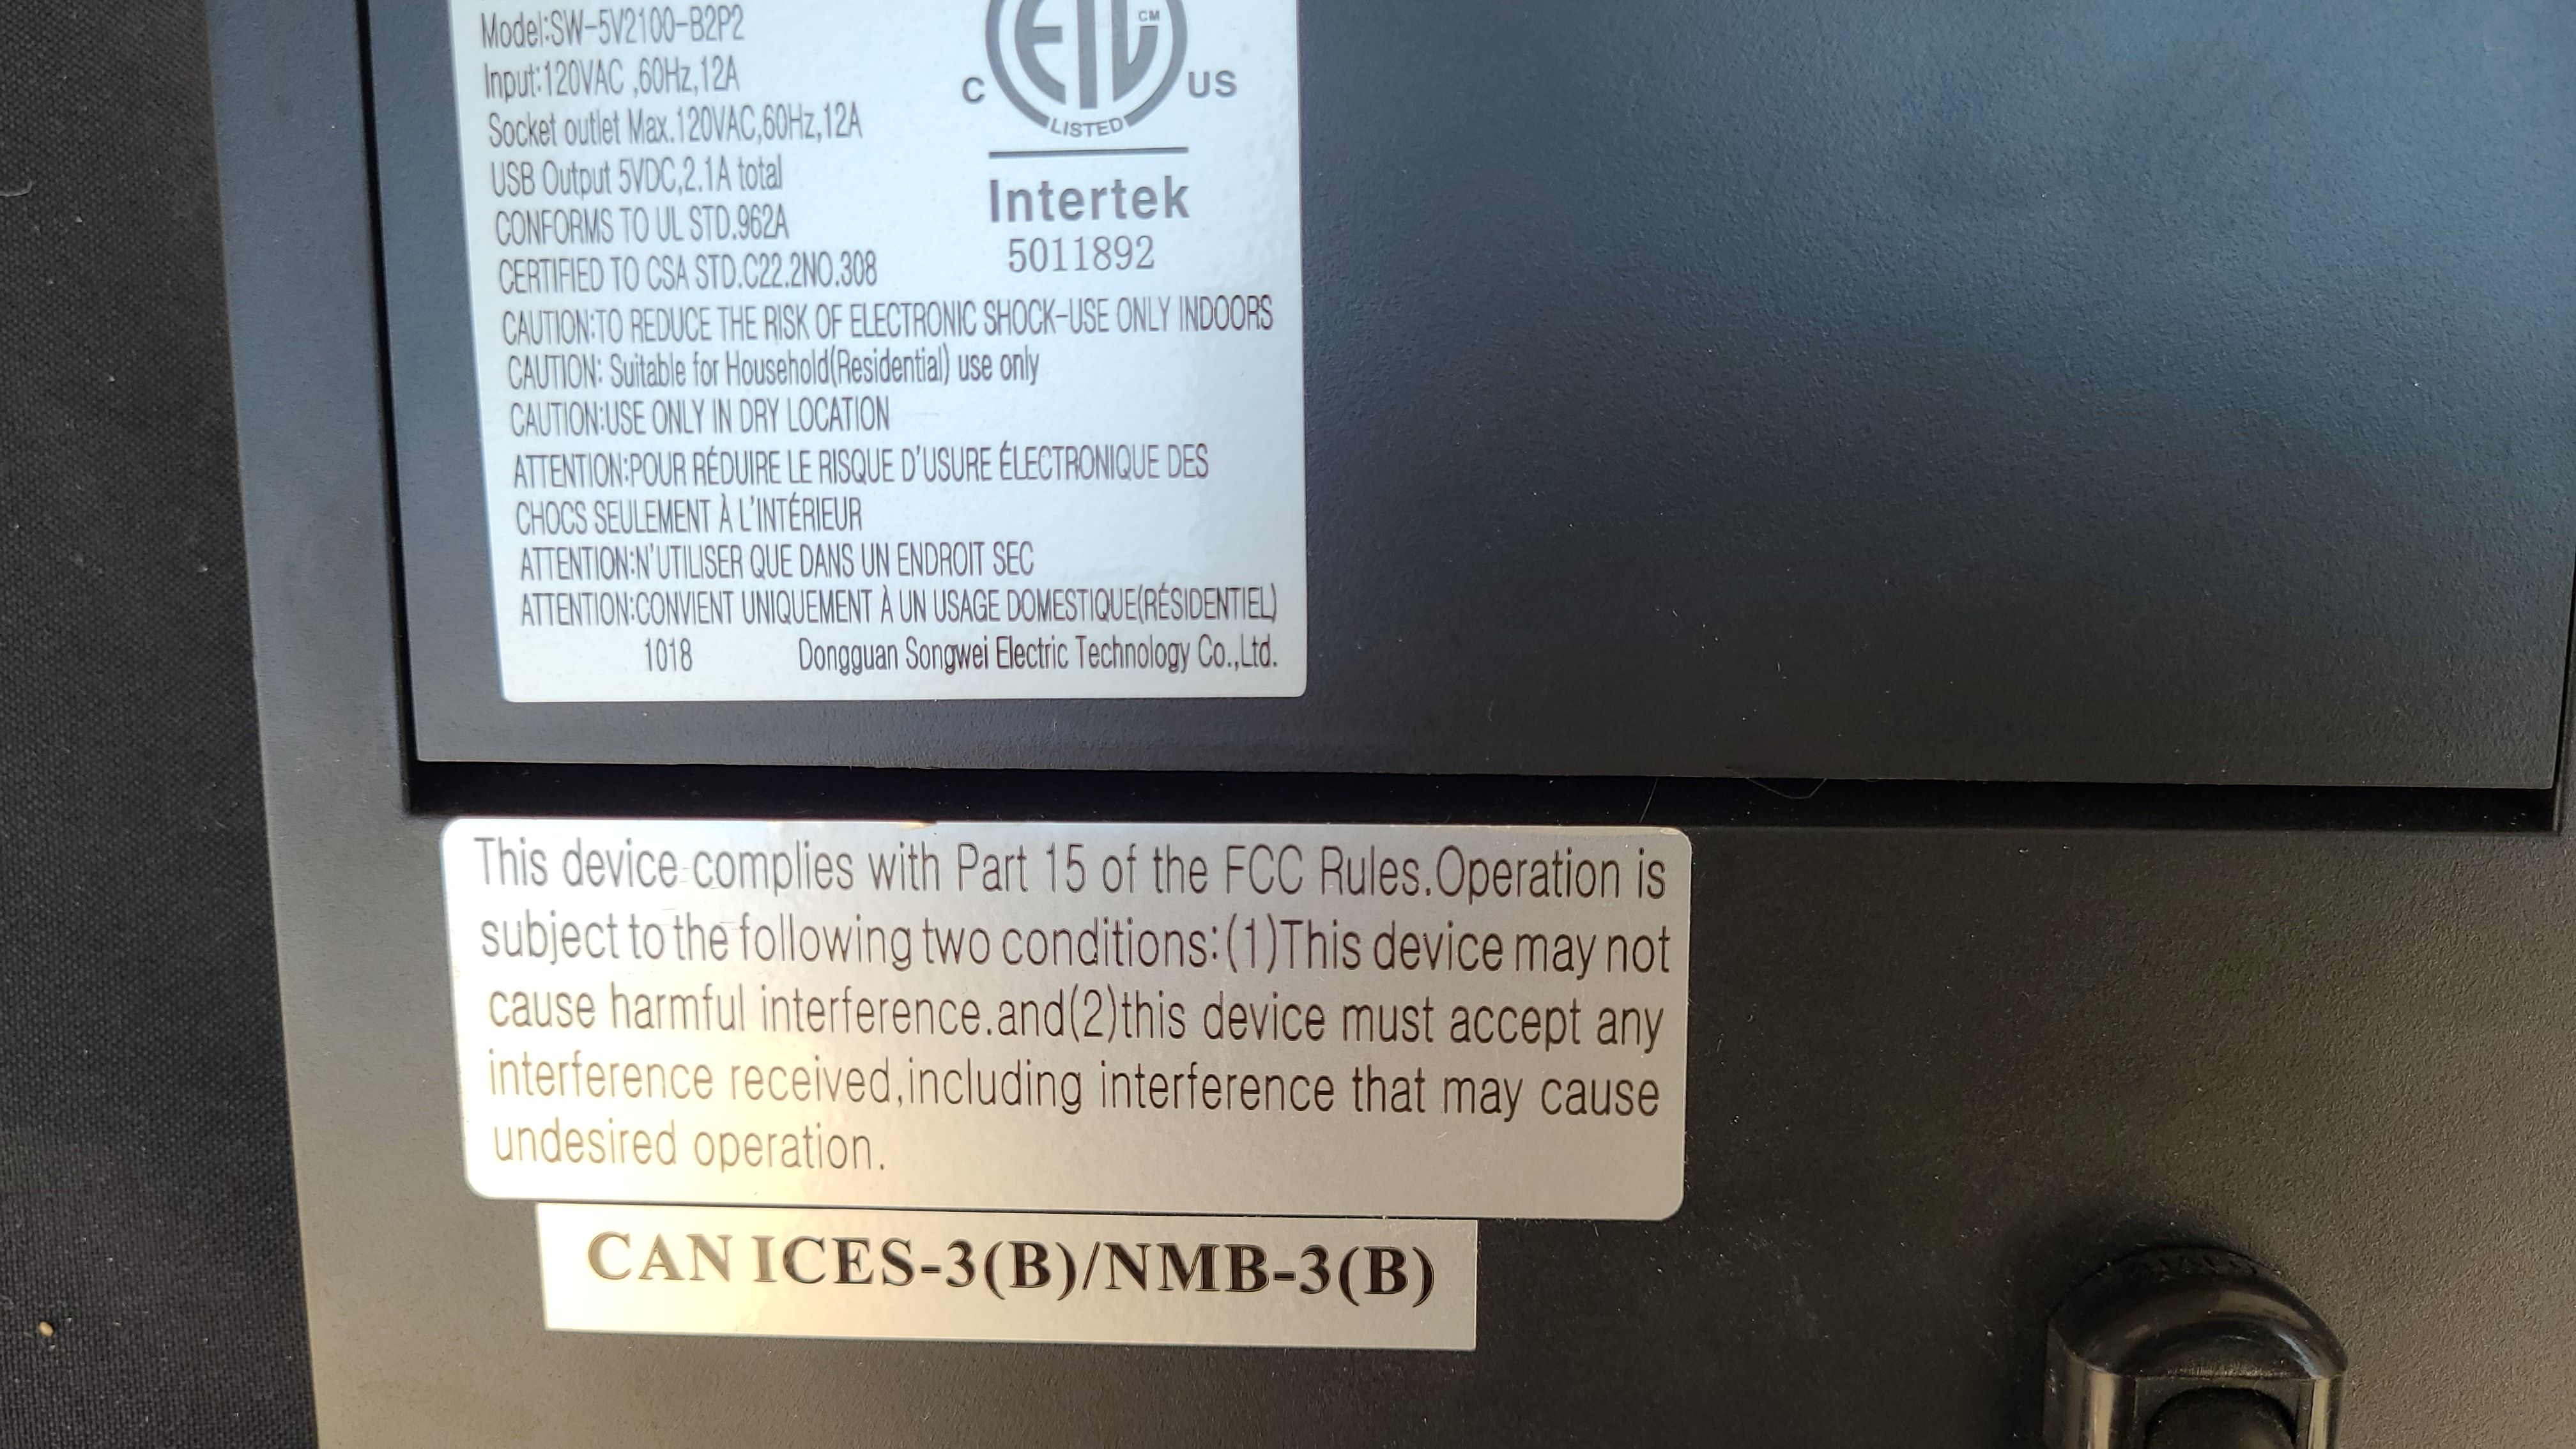 Model:SW-5V2100-B2P2
Input:120VAC ,60Hz,12A
Socket outlet Max.120VAC,60Hz,12A
USB Output 5VDC,2.1A total
CONFORMS TO UL STD.962A
CERTIFIED TO CSA STD.C22.2NO.308
ETL CM
C US
LISTED
Intertek
5011892
CAUTION:TO REDUCE THE RISK OF ELECTRONIC SHOCK-USE ONLY INDOORS
CAUTION: Suitable for Household(Residential) use only
CAUTION:USE ONLY IN DRY LOCATION
ATTENTION:POUR RÉDUIRE LE RISQUE D'USURE ÉLECTRONIQUE DES
CHOCS SEULEMENT À L'INTÉRIEUR
ATTENTION:N'UTILISER QUE DANS UN ENDROIT SEC
ATTENTION:CONVIENT UNIQUEMENT À UN USAGE DOMESTIQUE(RÉSIDENTIEL)
1018 Dongguan Songwei Electric Technology Co.,Ltd.
This device complies with Part 15 of the FCC Rules.Operation is
subject to the following two conditions:(1)This device may not
cause harmful interference.and(2)this device must accept any
interference received,including interference that may cause
undesired operation.
CAN ICES-3(B)/NMB-3(B)